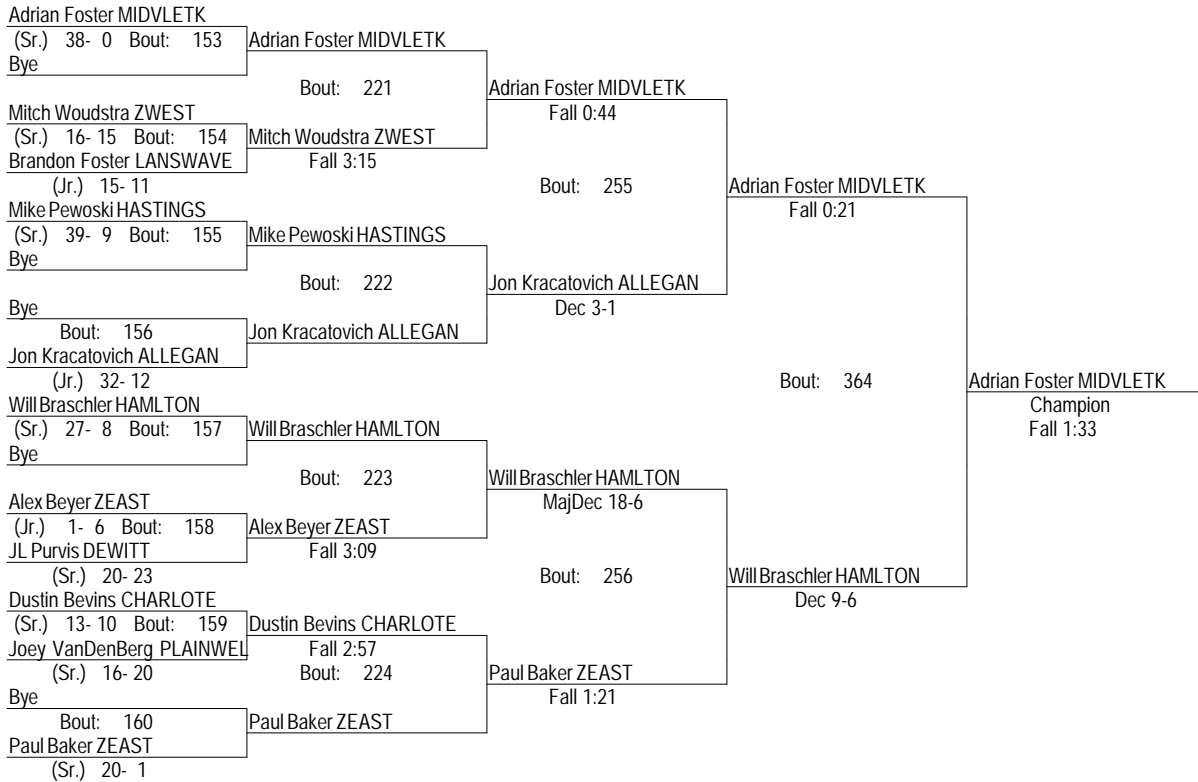 Adrian Foster MIDVLETK
(Sr.) 38- 0 Bout: 153 Adrian Foster MIDVLETK
Bye
Bout: 221 Adrian Foster MIDVLETK
Mitch Woudstra ZWEST Fall 0:44
(Sr.) 16- 15 Bout: 154 Mitch Woudstra ZWEST
Brandon Foster LANSWAVE Fall 3:15
(Jr.) 15- 11 Bout: 255 Adrian Foster MIDVLETK
Mike Pewoski HASTINGS Fall 0:21
(Sr.) 39- 9 Bout: 155 Mike Pewoski HASTINGS
Bye
Bout: 222 Jon Kracatovich ALLEGAN
Bye Dec 3-1
Bout: 156 Jon Kracatovich ALLEGAN
Jon Kracatovich ALLEGAN
(Jr.) 32- 12 Bout: 364 Adrian Foster MIDVLETK
Will Braschler HAMLTON Champion
(Sr.) 27- 8 Bout: 157 Will Braschler HAMLTON Fall 1:33
Bye
Bout: 223 Will Braschler HAMLTON
Alex Beyer ZEAST MajDec 18-6
(Jr.) 1- 6 Bout: 158 Alex Beyer ZEAST
JL Purvis DEWITT Fall 3:09
(Sr.) 20- 23 Bout: 256 Will Braschler HAMLTON
Dustin Bevins CHARLOTE Dec 9-6
(Sr.) 13- 10 Bout: 159 Dustin Bevins CHARLOTE
Joey VanDenBerg PLAINWEL Fall 2:57
(Sr.) 16- 20 Bout: 224 Paul Baker ZEAST
Bye Fall 1:21
Bout: 160 Paul Baker ZEAST
Paul Baker ZEAST
(Sr.) 20- 1